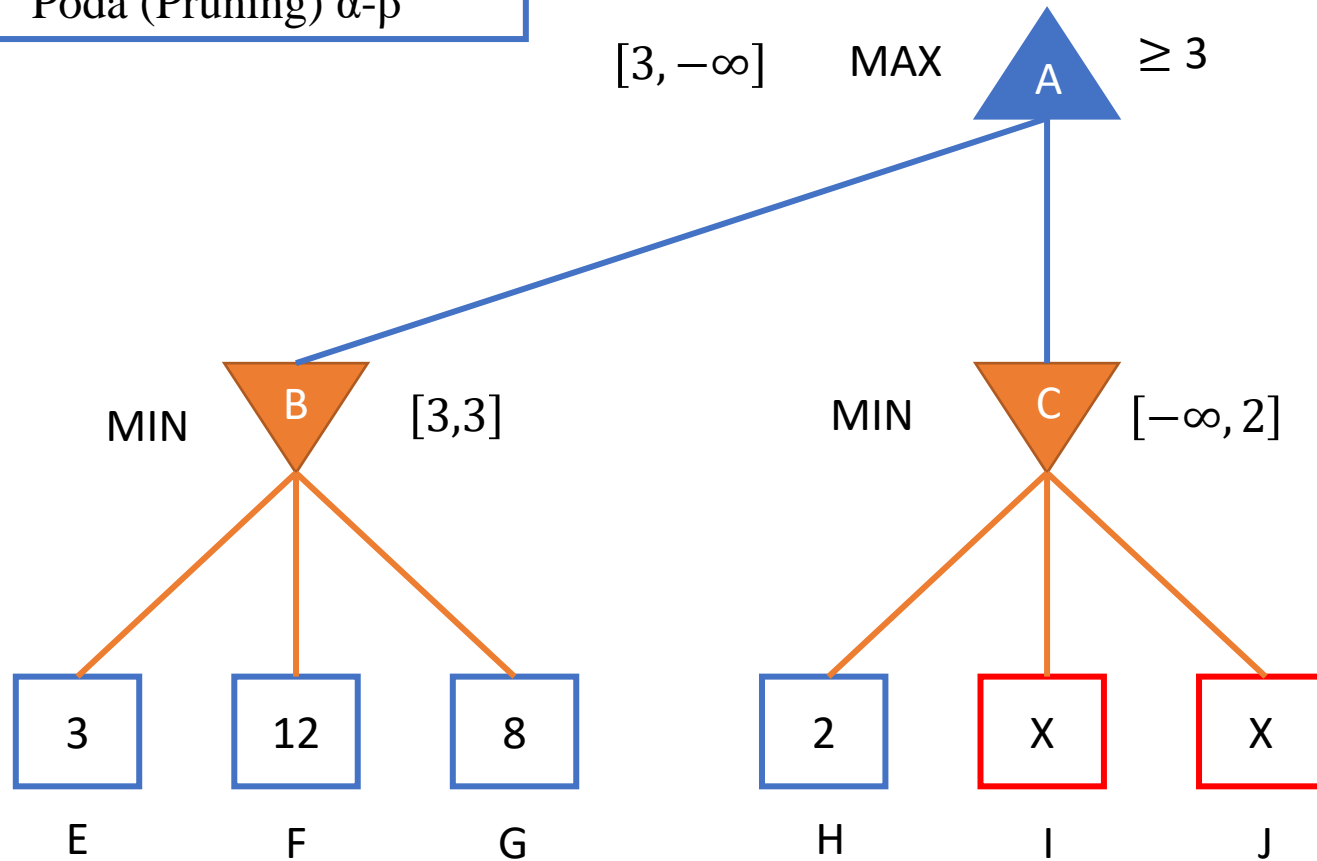 Poda (Pruning) α-β
[3, −∞] MAX A ≥ 3
MIN B [3,3] MIN C [−∞, 2]
3 12 8 2 X X
E F G H I J